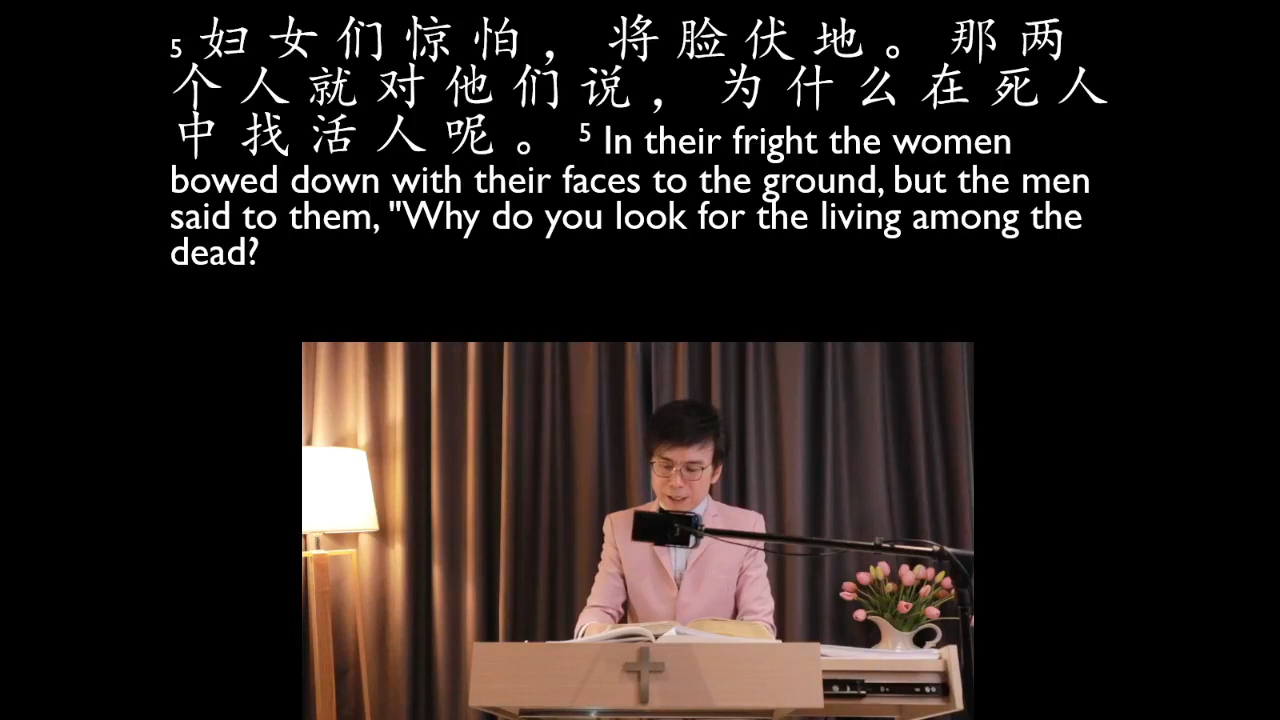 5 妇女们惊怕，将脸伏地。那两
个人就对他们说，为什么在死人
中找活人呢。 5 In their fright the women
bowed down with their faces to the ground, but the men
said to them, "Why do you look for the living among the
dead?